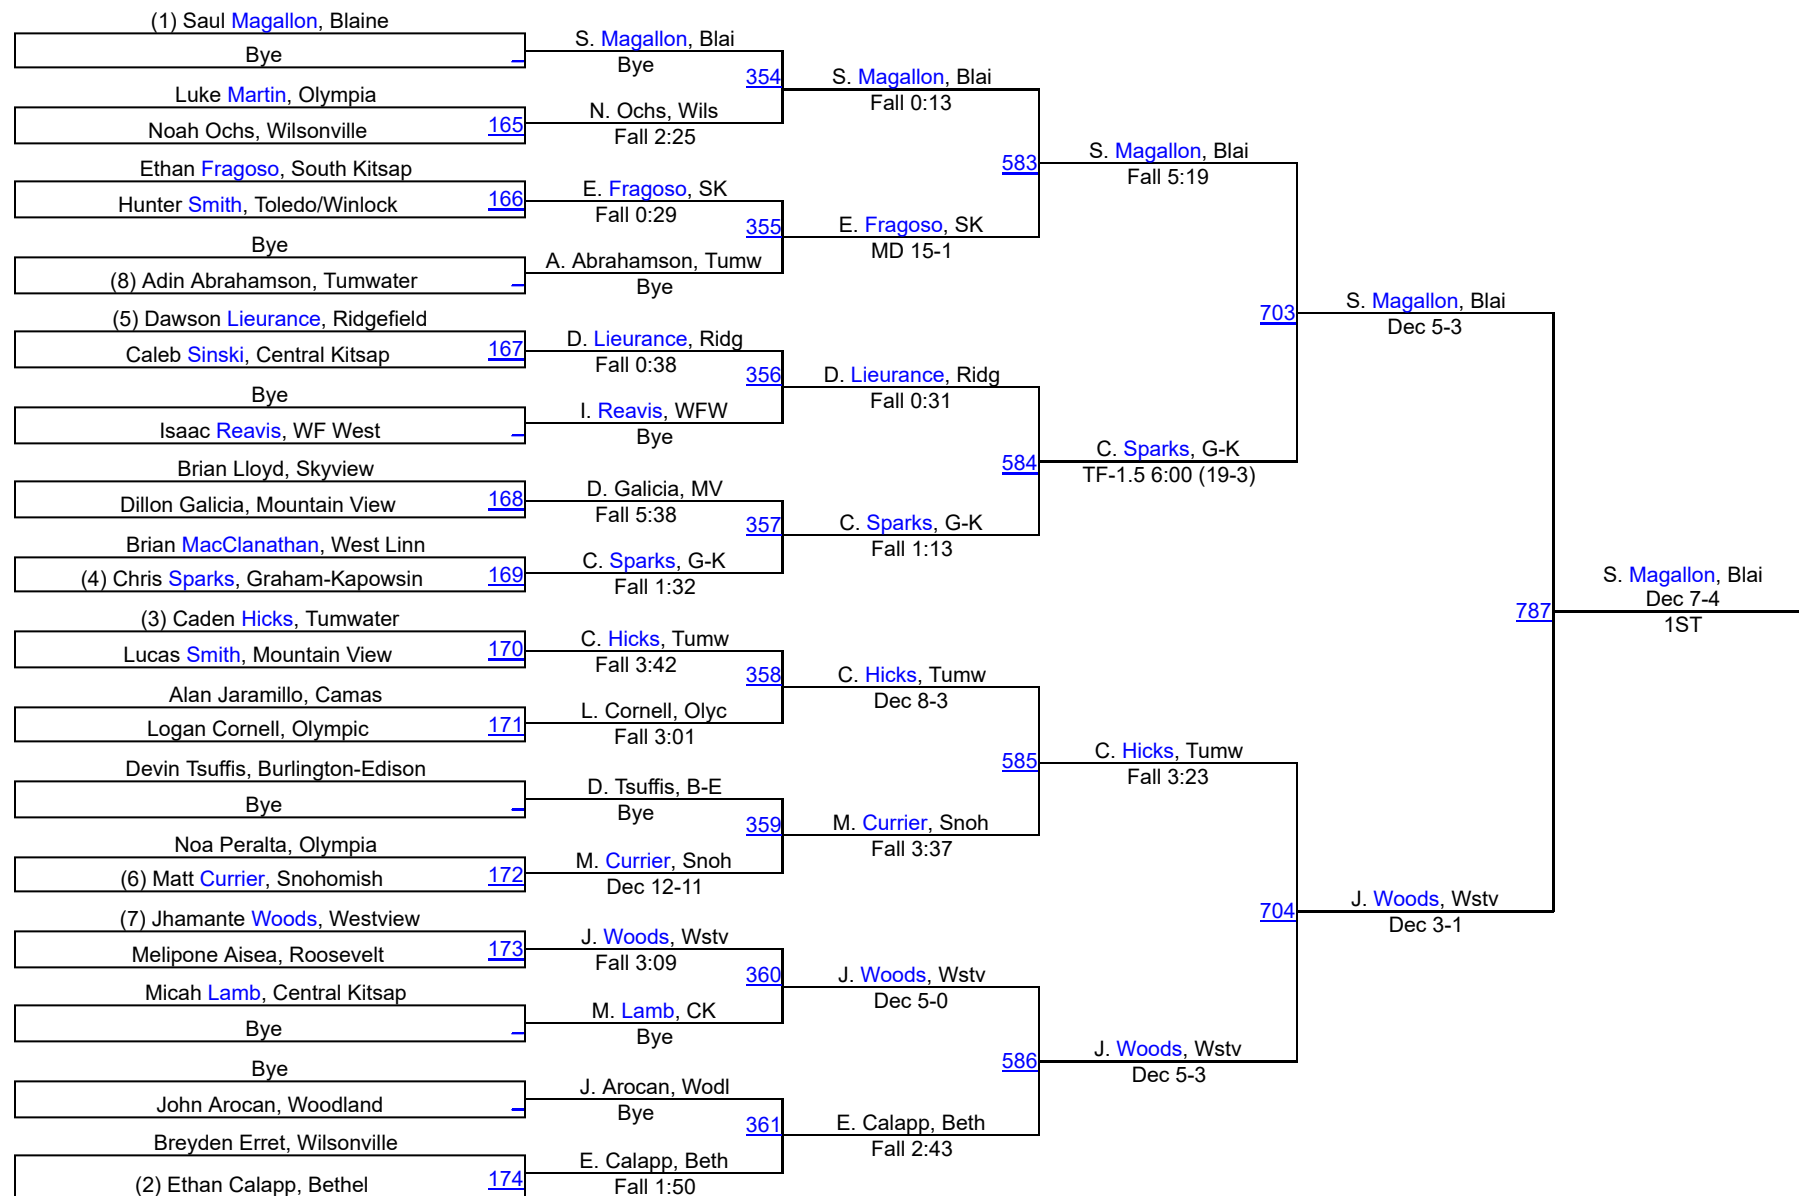 (1) Saul Magallon, Blaine
Bye
Luke Martin, Olympia
Noah Ochs, Wilsonville
165
Ethan Fragoso, South Kitsap
Hunter Smith, Toledo/Winlock
166
Bye
(8) Adin Abrahamson, Tumwater
(5) Dawson Lieurance, Ridgefield
Caleb Sinski, Central Kitsap
167
Bye
Isaac Reavis, WF West
Brian Lloyd, Skyview
Dillon Galicia, Mountain View
168
Brian MacClanathan, West Linn
(4) Chris Sparks, Graham-Kapowsin
169
(3) Caden Hicks, Tumwater
Lucas Smith, Mountain View
170
Alan Jaramillo, Camas
Logan Cornell, Olympic
171
Devin Tsuffis, Burlington-Edison
Bye
Noa Peralta, Olympia
(6) Matt Currier, Snohomish
172
(7) Jhamante Woods, Westview
Melipone Aisea, Roosevelt
173
Micah Lamb, Central Kitsap
Bye
Bye
John Arocan, Woodland
Breyden Erret, Wilsonville
(2) Ethan Calapp, Bethel
174
S. Magallon, Blai
Bye
354
N. Ochs, Wils
Fall 2:25
E. Fragoso, SK
Fall 0:29
355
A. Abrahamson, Tumw
Bye
D. Lieurance, Ridg
Fall 0:38
356
I. Reavis, WFW
Bye
D. Galicia, MV
Fall 5:38
357
C. Sparks, G-K
Fall 1:32
C. Hicks, Tumw
Fall 3:42
358
L. Cornell, Olyc
Fall 3:01
D. Tsuffis, B-E
Bye
359
M. Currier, Snoh
Dec 12-11
J. Woods, Wstv
Fall 3:09
360
M. Lamb, CK
Bye
J. Arocan, Wodl
Bye
361
E. Calapp, Beth
Fall 1:50
S. Magallon, Blai
Fall 0:13
583
E. Fragoso, SK
MD 15-1
D. Lieurance, Ridg
Fall 0:31
584
C. Sparks, G-K
Fall 1:13
C. Hicks, Tumw
Dec 8-3
585
M. Currier, Snoh
Fall 3:37
J. Woods, Wstv
Dec 5-0
586
E. Calapp, Beth
Fall 2:43
S. Magallon, Blai
Fall 5:19
703
C. Sparks, G-K
TF-1.5 6:00 (19-3)
C. Hicks, Tumw
Fall 3:23
704
J. Woods, Wstv
Dec 5-3
S. Magallon, Blai
Dec 5-3
787
J. Woods, Wstv
Dec 3-1
S. Magallon, Blai
Dec 7-4
1ST